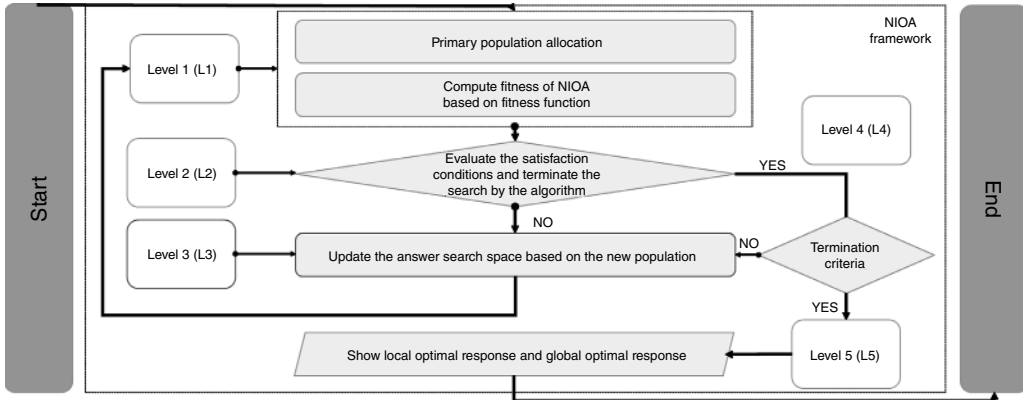 NIOA
framework
Start
Level 1 (L1)
Primary population allocation
Compute fitness of NIOA
based on fitness function
Level 4 (L4)
Level 2 (L2)
Evaluate the satisfaction
conditions and terminate the
search by the algorithm
YES
NO
Level 3 (L3)
Update the answer search space based on the new population
NO
Termination
criteria
YES
Show local optimal response and global optimal response
Level 5 (L5)
End